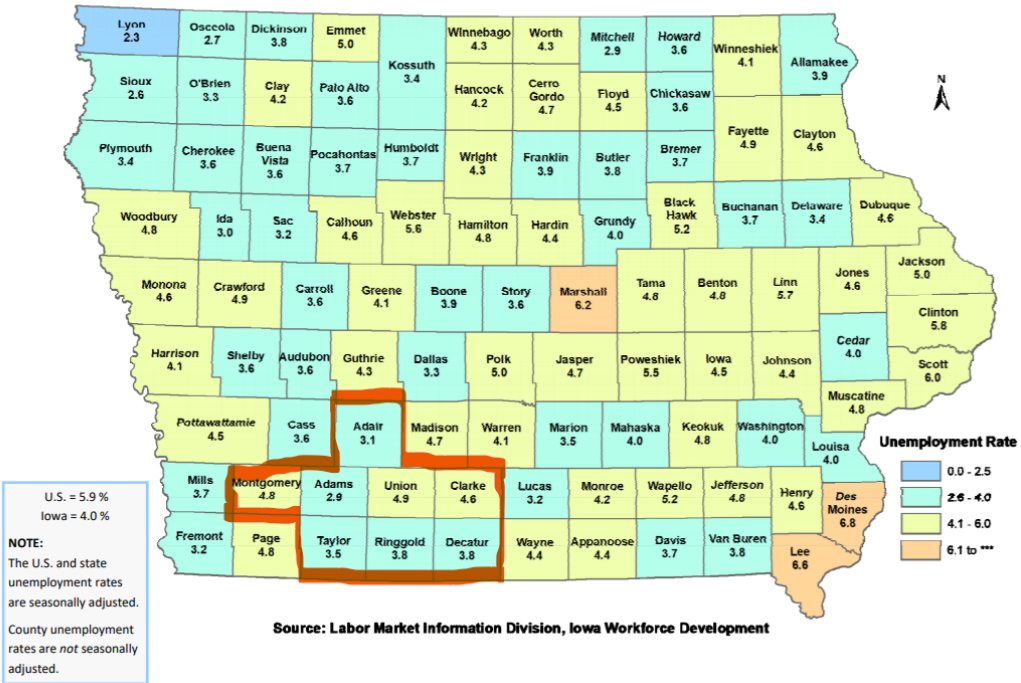 Lyon
2.3
Osceola
2.7
Dickinson
3.8
Emmet
5.0
Kossuth
3.4
Winnebago
4.3
Worth
4.3
Mitchell
2.9
Howard
3.6
Winneshiek
4.1
Allamakee
3.9
N
Sioux
2.6
O'Brien
3.3
Clay
4.2
Palo Alto
3.6
Hancock
4.2
Cerro
Gordo
4.7
Floyd
4.5
Chickasaw
3.6
Fayette
4.9
Clayton
4.6
Plymouth
3.4
Cherokee
3.6
Buena
Vista
3.6
Pocahontas
3.7
Humboldt
3.7
Wright
4.3
Franklin
3.9
Butler
3.8
Bremer
3.7
Woodbury
4.8
Ida
3.0
Sac
3.2
Calhoun
4.6
Webster
5.6
Hamilton
4.8
Hardin
4.4
Grundy
4.0
Black
Hawk
5.2
Buchanan
3.7
Delaware
3.4
Dubuque
4.6
Monona
4.6
Crawford
4.9
Carroll
3.6
Greene
4.1
Boone
3.9
Story
3.6
Marshall
6.2
Tama
4.8
Benton
4.8
Linn
5.7
Jones
4.6
Jackson
5.0
Clinton
5.8
Harrison
4.1
Shelby
3.6
Audubon
3.6
Guthrie
4.3
Dallas
3.3
Polk
5.0
Jasper
4.7
Poweshiek
5.5
Iowa
4.5
Johnson
4.4
Cedar
4.0
Scott
6.0
Muscatine
4.8
Pottawattamie
4.5
Cass
3.6
Adair
3.1
Madison
4.7
Warren
4.1
Marion
3.5
Mahaska
4.0
Keokuk
4.8
Washington
4.0
Louisa
4.0
Mills
3.7
Montgomery
4.8
Adams
2.9
Union
4.9
Clarke
4.6
Lucas
3.2
Monroe
4.2
Wapello
5.2
Jefferson
4.8
Henry
4.6
Des
Moines
6.8
Fremont
3.2
Page
4.8
Taylor
3.5
Ringgold
3.8
Decatur
3.8
Wayne
4.4
Appanoose
4.4
Davis
3.7
Van Buren
3.8
Lee
6.6
Unemployment Rate
0.0 - 2.5
2.6 - 4.0
4.1 - 6.0
6.1 to ***
U.S. = 5.9 %
Iowa = 4.0 %
NOTE:
The U.S. and state
unemployment rates
are seasonally adjusted.
County unemployment
rates are not seasonally
adjusted.
Source: Labor Market Information Division, Iowa Workforce Development